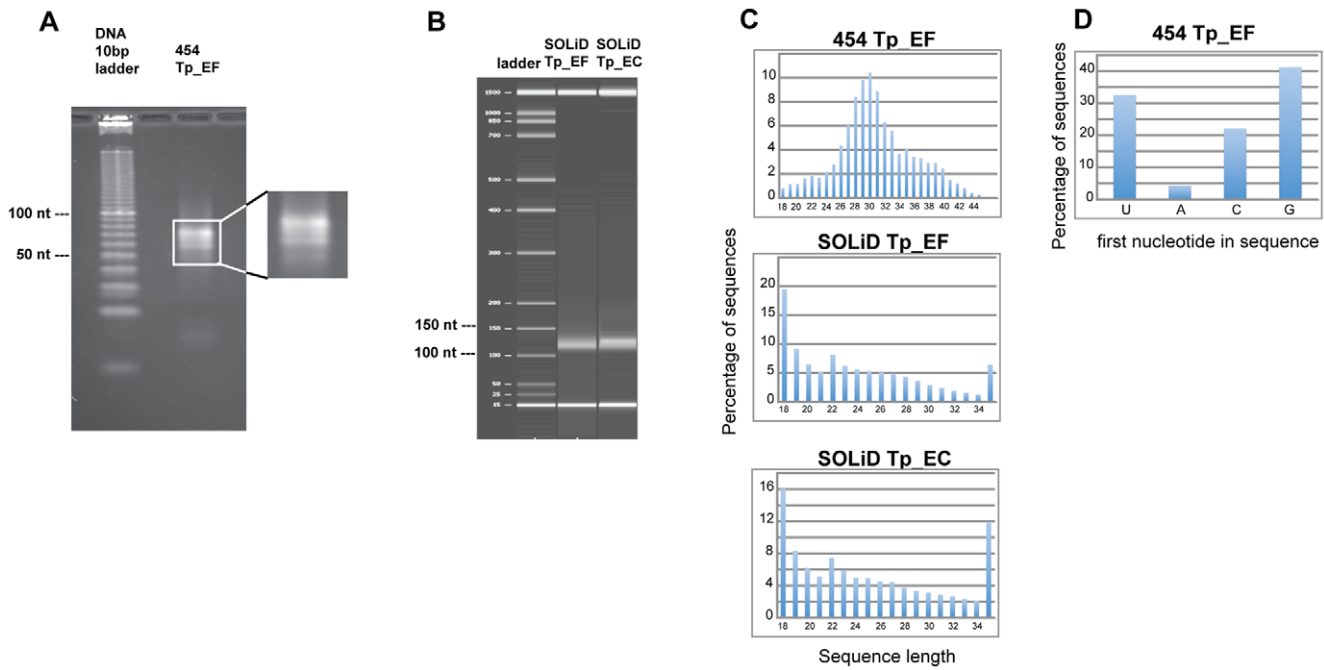 A
DNA
10bp
ladder
454
Tp_EF
100 nt ---
50 nt ---
B
SOLiD SOLiD
ladder Tp_EF Tp_EC
1500
1000
850
700
500
400
300
200
150
100
50
25
15
150 nt ---
100 nt ---
C
454 Tp_EF
10
8
6
4
2
0
18 20 22 24 26 28 30 32 34 36 38 40 42 44
SOLiD Tp_EF
20
15
10
5
0
18 20 22 24 26 28 30 32 34
SOLiD Tp_EC
16
12
8
4
0
18 20 22 24 26 28 30 32 34
Percentage of sequences
Sequence length
D
454 Tp_EF
Percentage of sequences
40
30
20
10
0
U A C G
first nucleotide in sequence